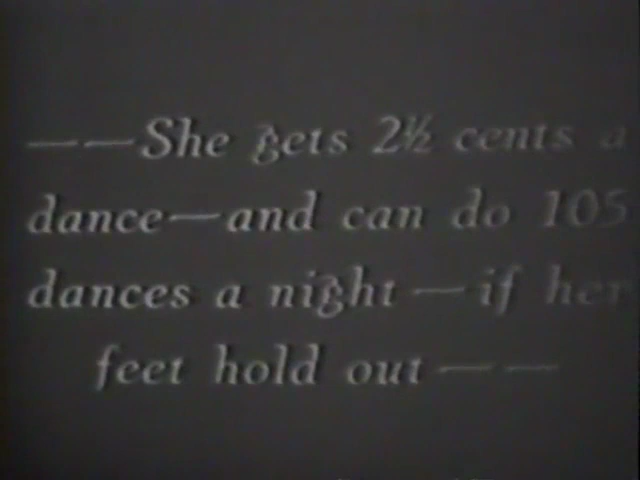 ——She gets 2½ cents a
dance—and can do 105
dances a night—if her
feet hold out——